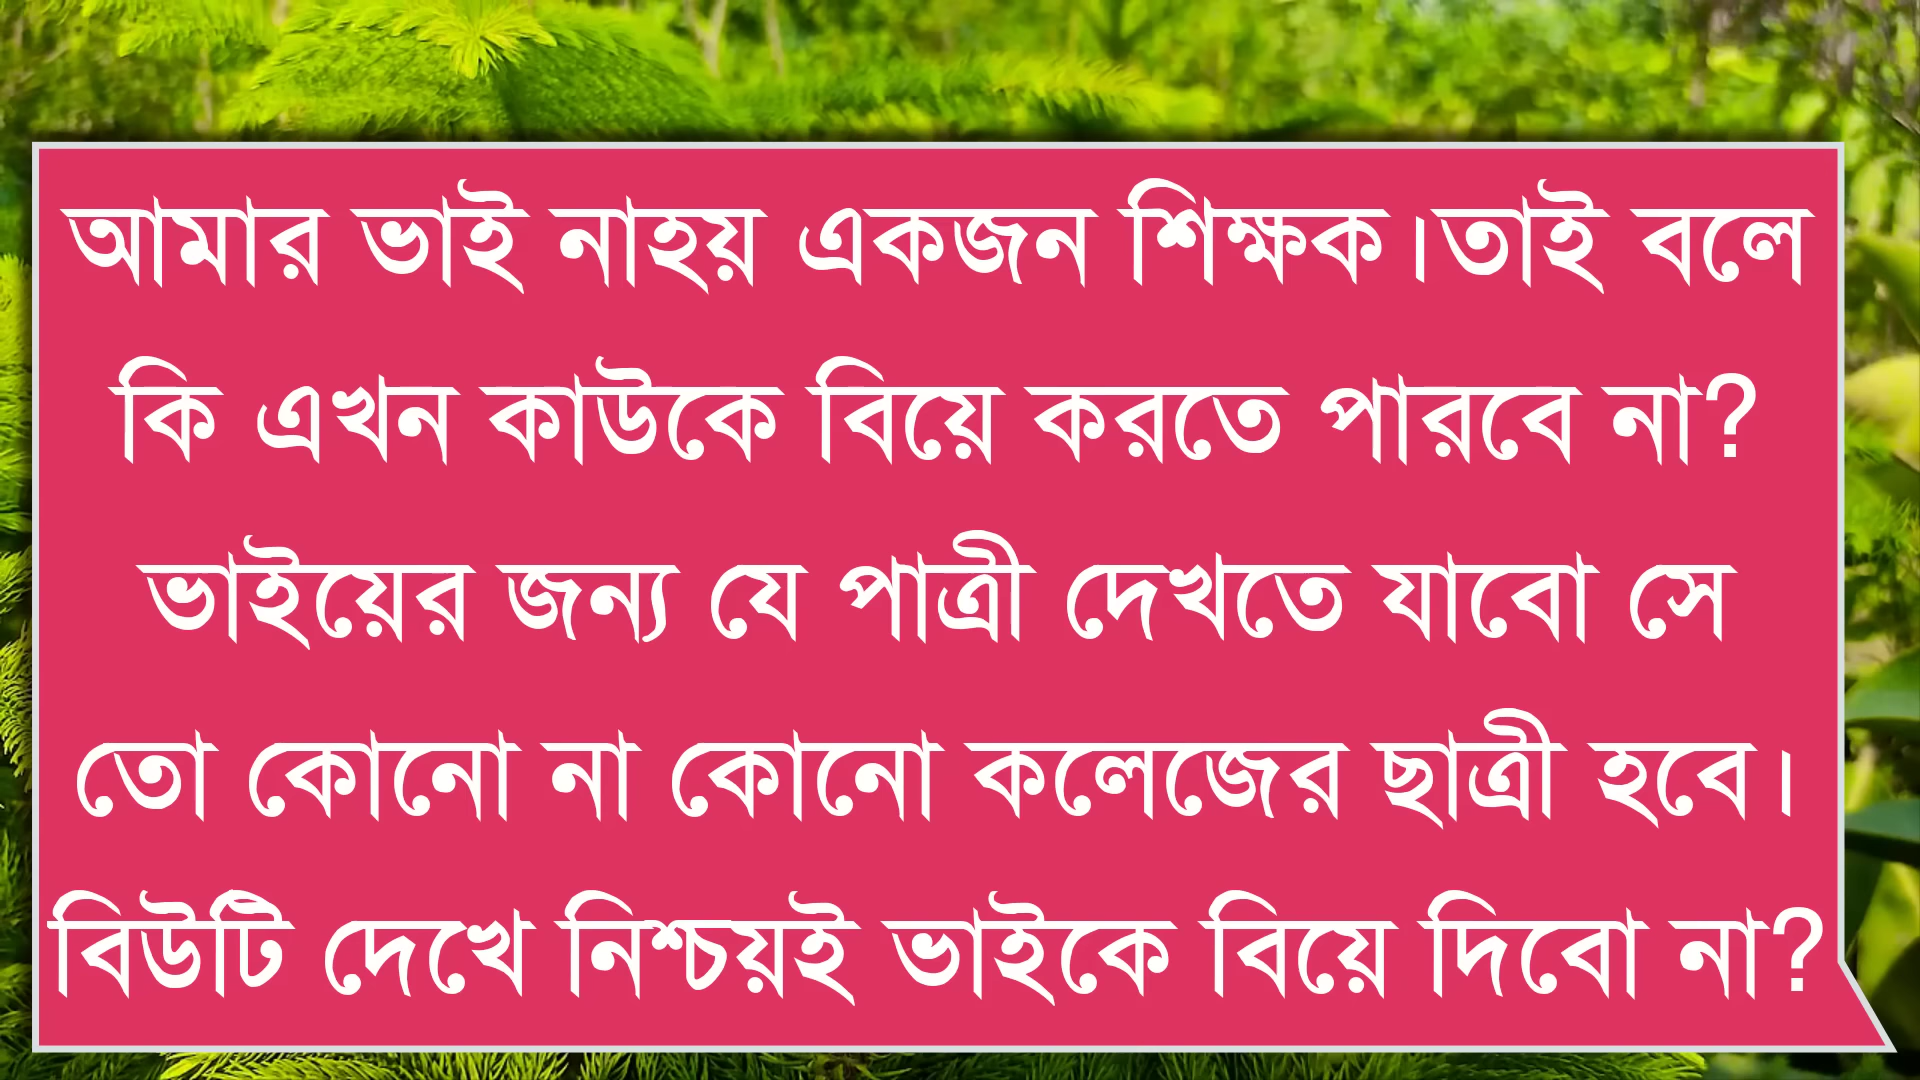 আমার ভাই নাহয় একজন শিক্ষক।তাই বলে
কি এখন কাউকে বিয়ে করতে পারবে না?
ভাইয়ের জন্য যে পাত্রী দেখতে যাবো সে
তো কোনো না কোনো কলেজের ছাত্রী হবে।
বিউটি দেখে নিশ্চয়ই ভাইকে বিয়ে দিবো না?